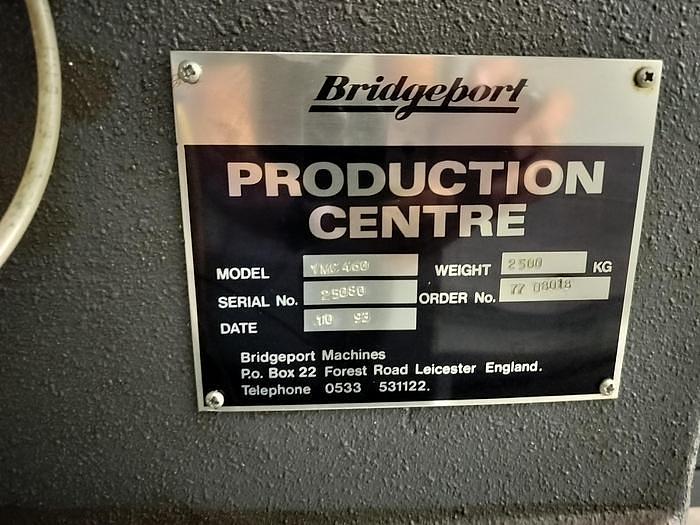 Bridgeport
PRODUCTION
CENTRE
MODEL VMC 460 WEIGHT 2500 KG
SERIAL No. 25080 ORDER No. 77 08018
DATE 10 93
Bridgeport Machines
P.o. Box 22 Forest Road Leicester England.
Telephone 0533 531122.